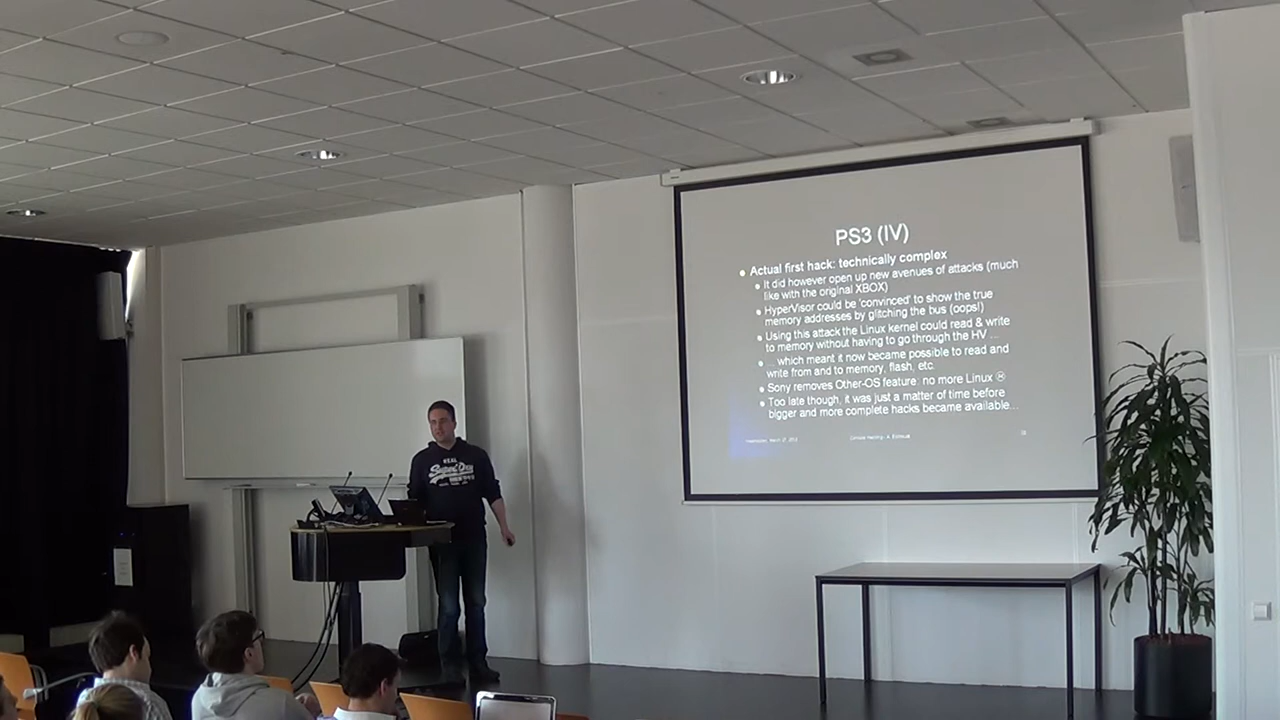 PS3 (IV)
Actual first hack: technically complex
It did however open up new avenues of attacks (much
like with the original XBOX)
HyperVisor could be 'convinced' to show the true
memory addresses by glitching the bus (oops!)
Using this attack the Linux kernel could read & write
to memory without having to go through the HV ...
... which meant it now became possible to read and
write from and to memory, flash, etc.
Sony removes Other-OS feature: no more Linux
Too late though, it was just a matter of time before
bigger and more complete hacks became available...
Console Hacking - A.
REAL